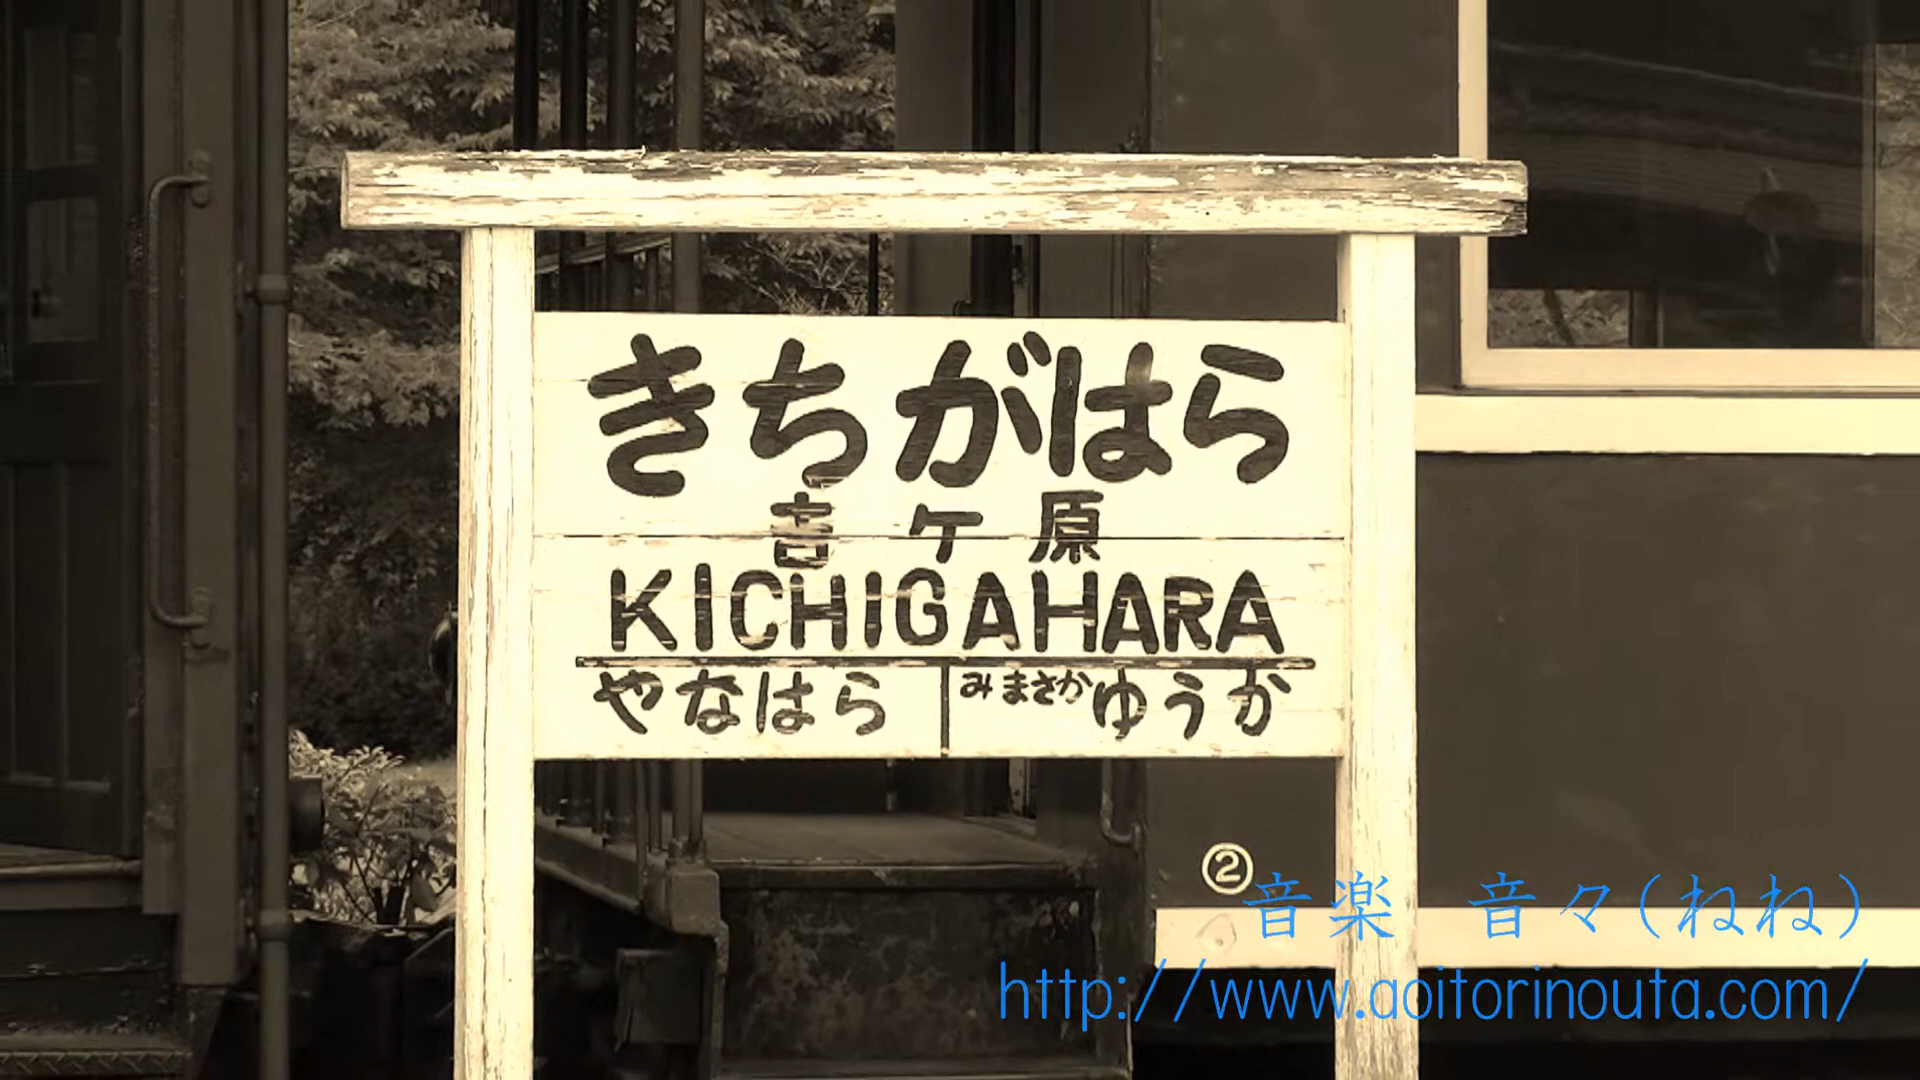 きちがはら
吉ケ原
KICHIGAHARA
やなはら みまさかゆうか
②
音楽 音々(ねね)
http://www.aoitorinouta.com/